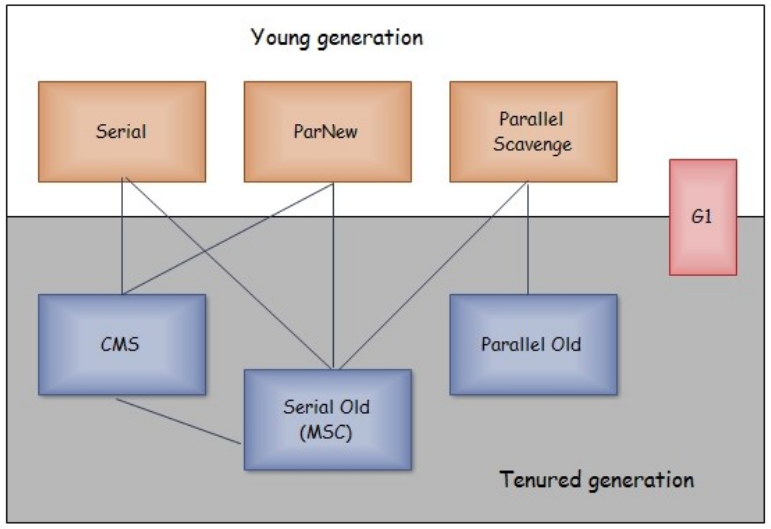 Young generation
Serial
ParNew
Parallel
Scavenge
G1
CMS
Parallel Old
Serial Old
(MSC)
Tenured generation